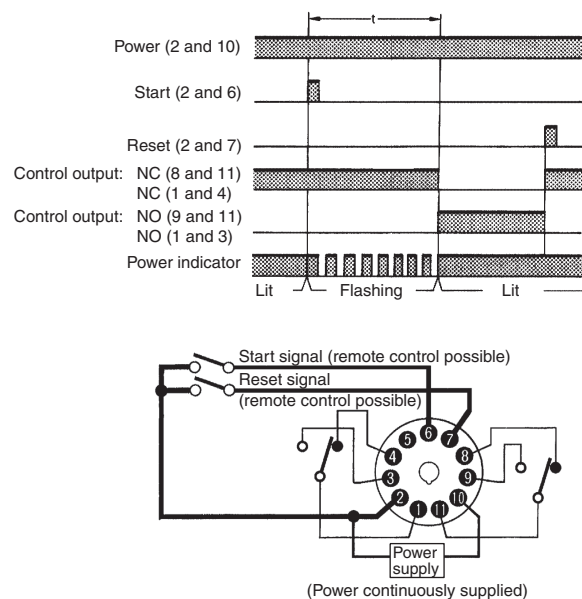 t
Power (2 and 10)
Start (2 and 6)
Reset (2 and 7)
Control output: NC (8 and 11)
NC (1 and 4)
Control output: NO (9 and 11)
NO (1 and 3)
Power indicator
Lit Flashing Lit
Start signal (remote control possible)
Reset signal
(remote control possible)
6
5 7
4 8
3 9
2 10
1 11
Power
supply
(Power continuously supplied)